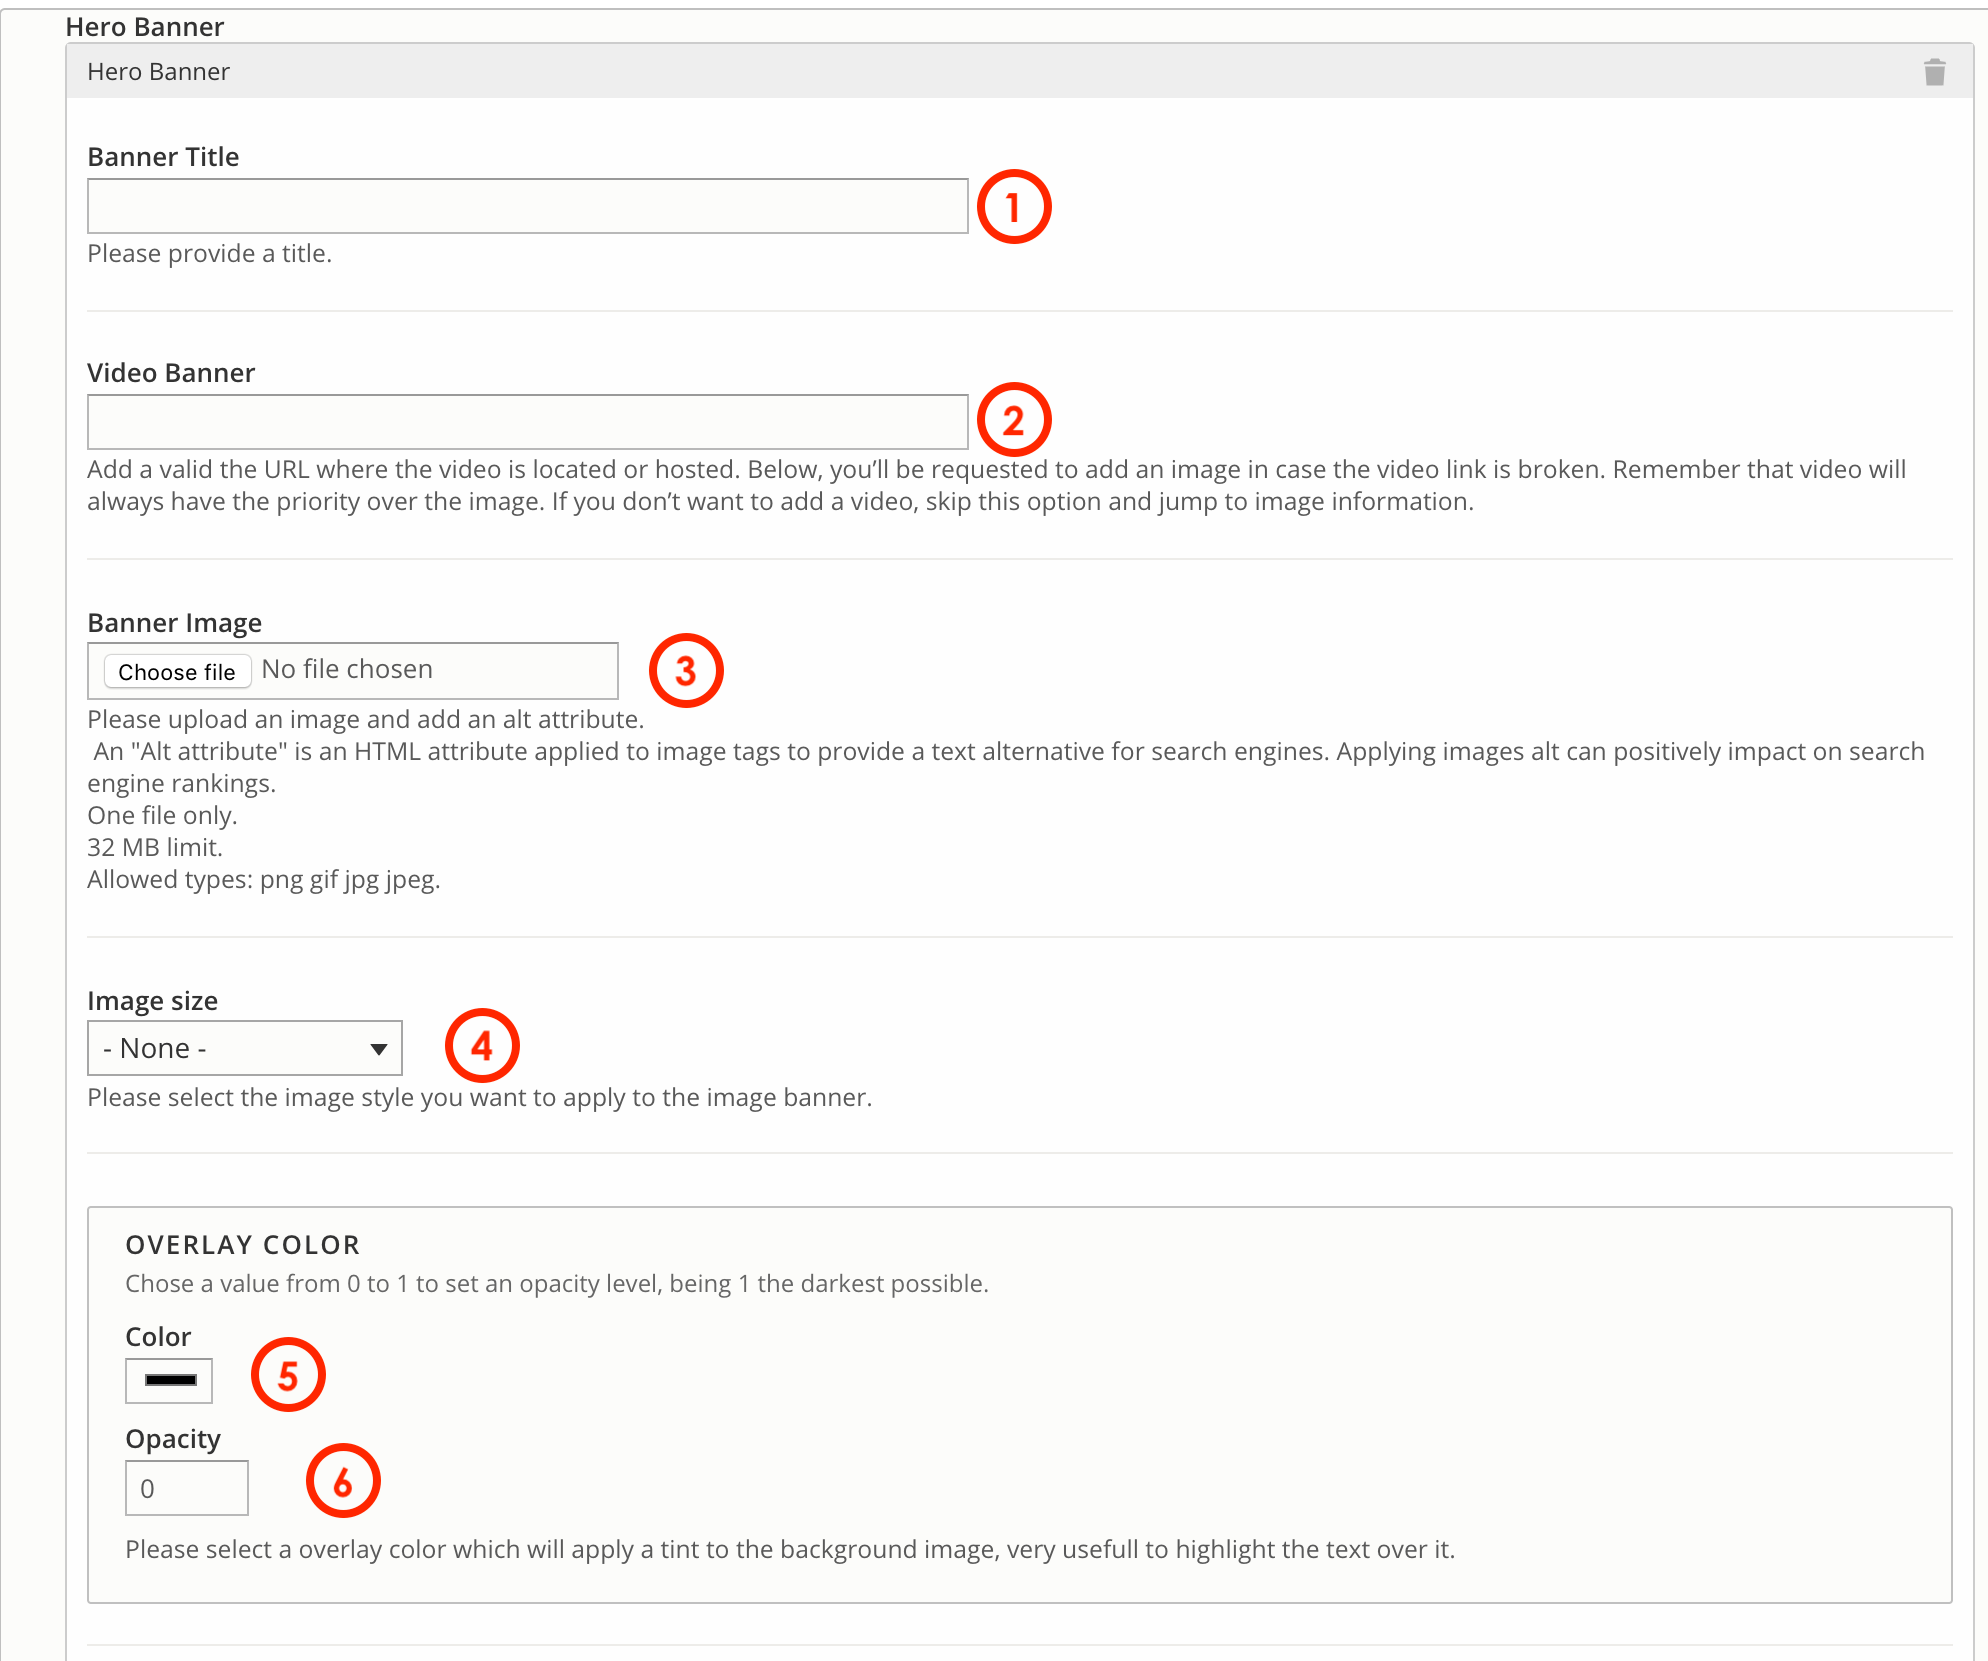 Hero Banner
Hero Banner
Banner Title
1
Please provide a title.
Video Banner
2
Add a valid the URL where the video is located or hosted. Below, you’ll be requested to add an image in case the video link is broken. Remember that video will
always have the priority over the image. If you don’t want to add a video, skip this option and jump to image information.
Banner Image
Choose file No file chosen
3
Please upload an image and add an alt attribute.
An "Alt attribute" is an HTML attribute applied to image tags to provide a text alternative for search engines. Applying images alt can positively impact on search
engine rankings.
One file only.
32 MB limit.
Allowed types: png gif jpg jpeg.
Image size
- None -
4
Please select the image style you want to apply to the image banner.
OVERLAY COLOR
Chose a value from 0 to 1 to set an opacity level, being 1 the darkest possible.
Color
5
Opacity
0
6
Please select a overlay color which will apply a tint to the background image, very usefull to highlight the text over it.